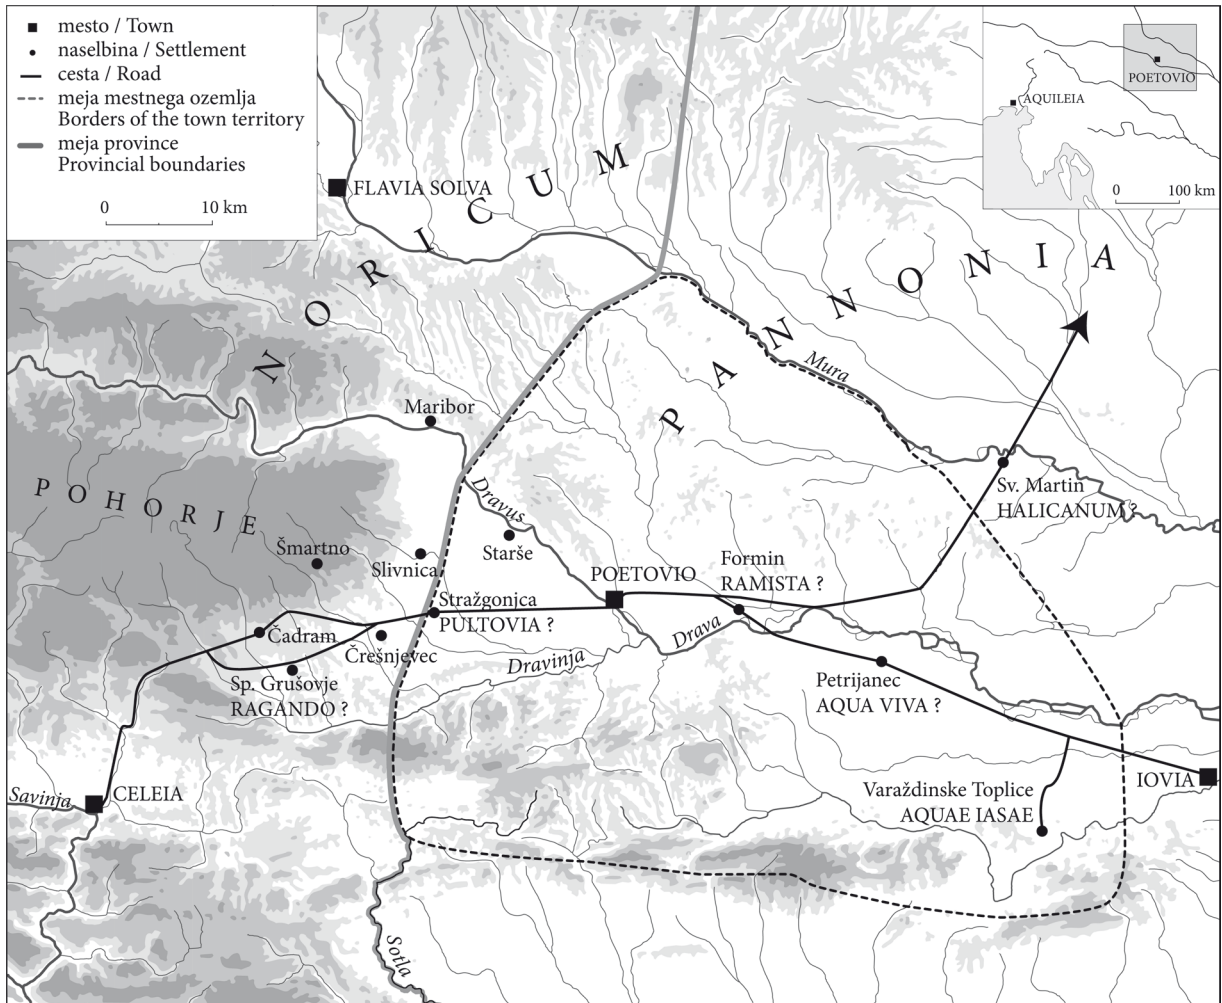 mesto / Town
naselbina / Settlement
cesta / Road
meja mestnega ozemlja
Borders of the town territory
meja province
Provincial boundaries
0 10 km
POETOVIO
AQUILEIA
0 100 km
FLAVIA SOLVA
NORICUM
PANNONIA
Mura
Maribor
POHORJE
Dravus
Sv. Martin
HALICANUM ?
Šmartno
Slivnica
Starše
POETOVIO
Formin
RAMISTA ?
Stražgonjca
PULTOVIA ?
Čadram
Črešnjevec
Drava
Dravinja
Sp. Grušovje
RAGANDO ?
Petrijanec
AQUA VIVA ?
Savinja
CELEIA
Varaždinske Toplice
AQUAE IASAE
IOVIA
Sotla